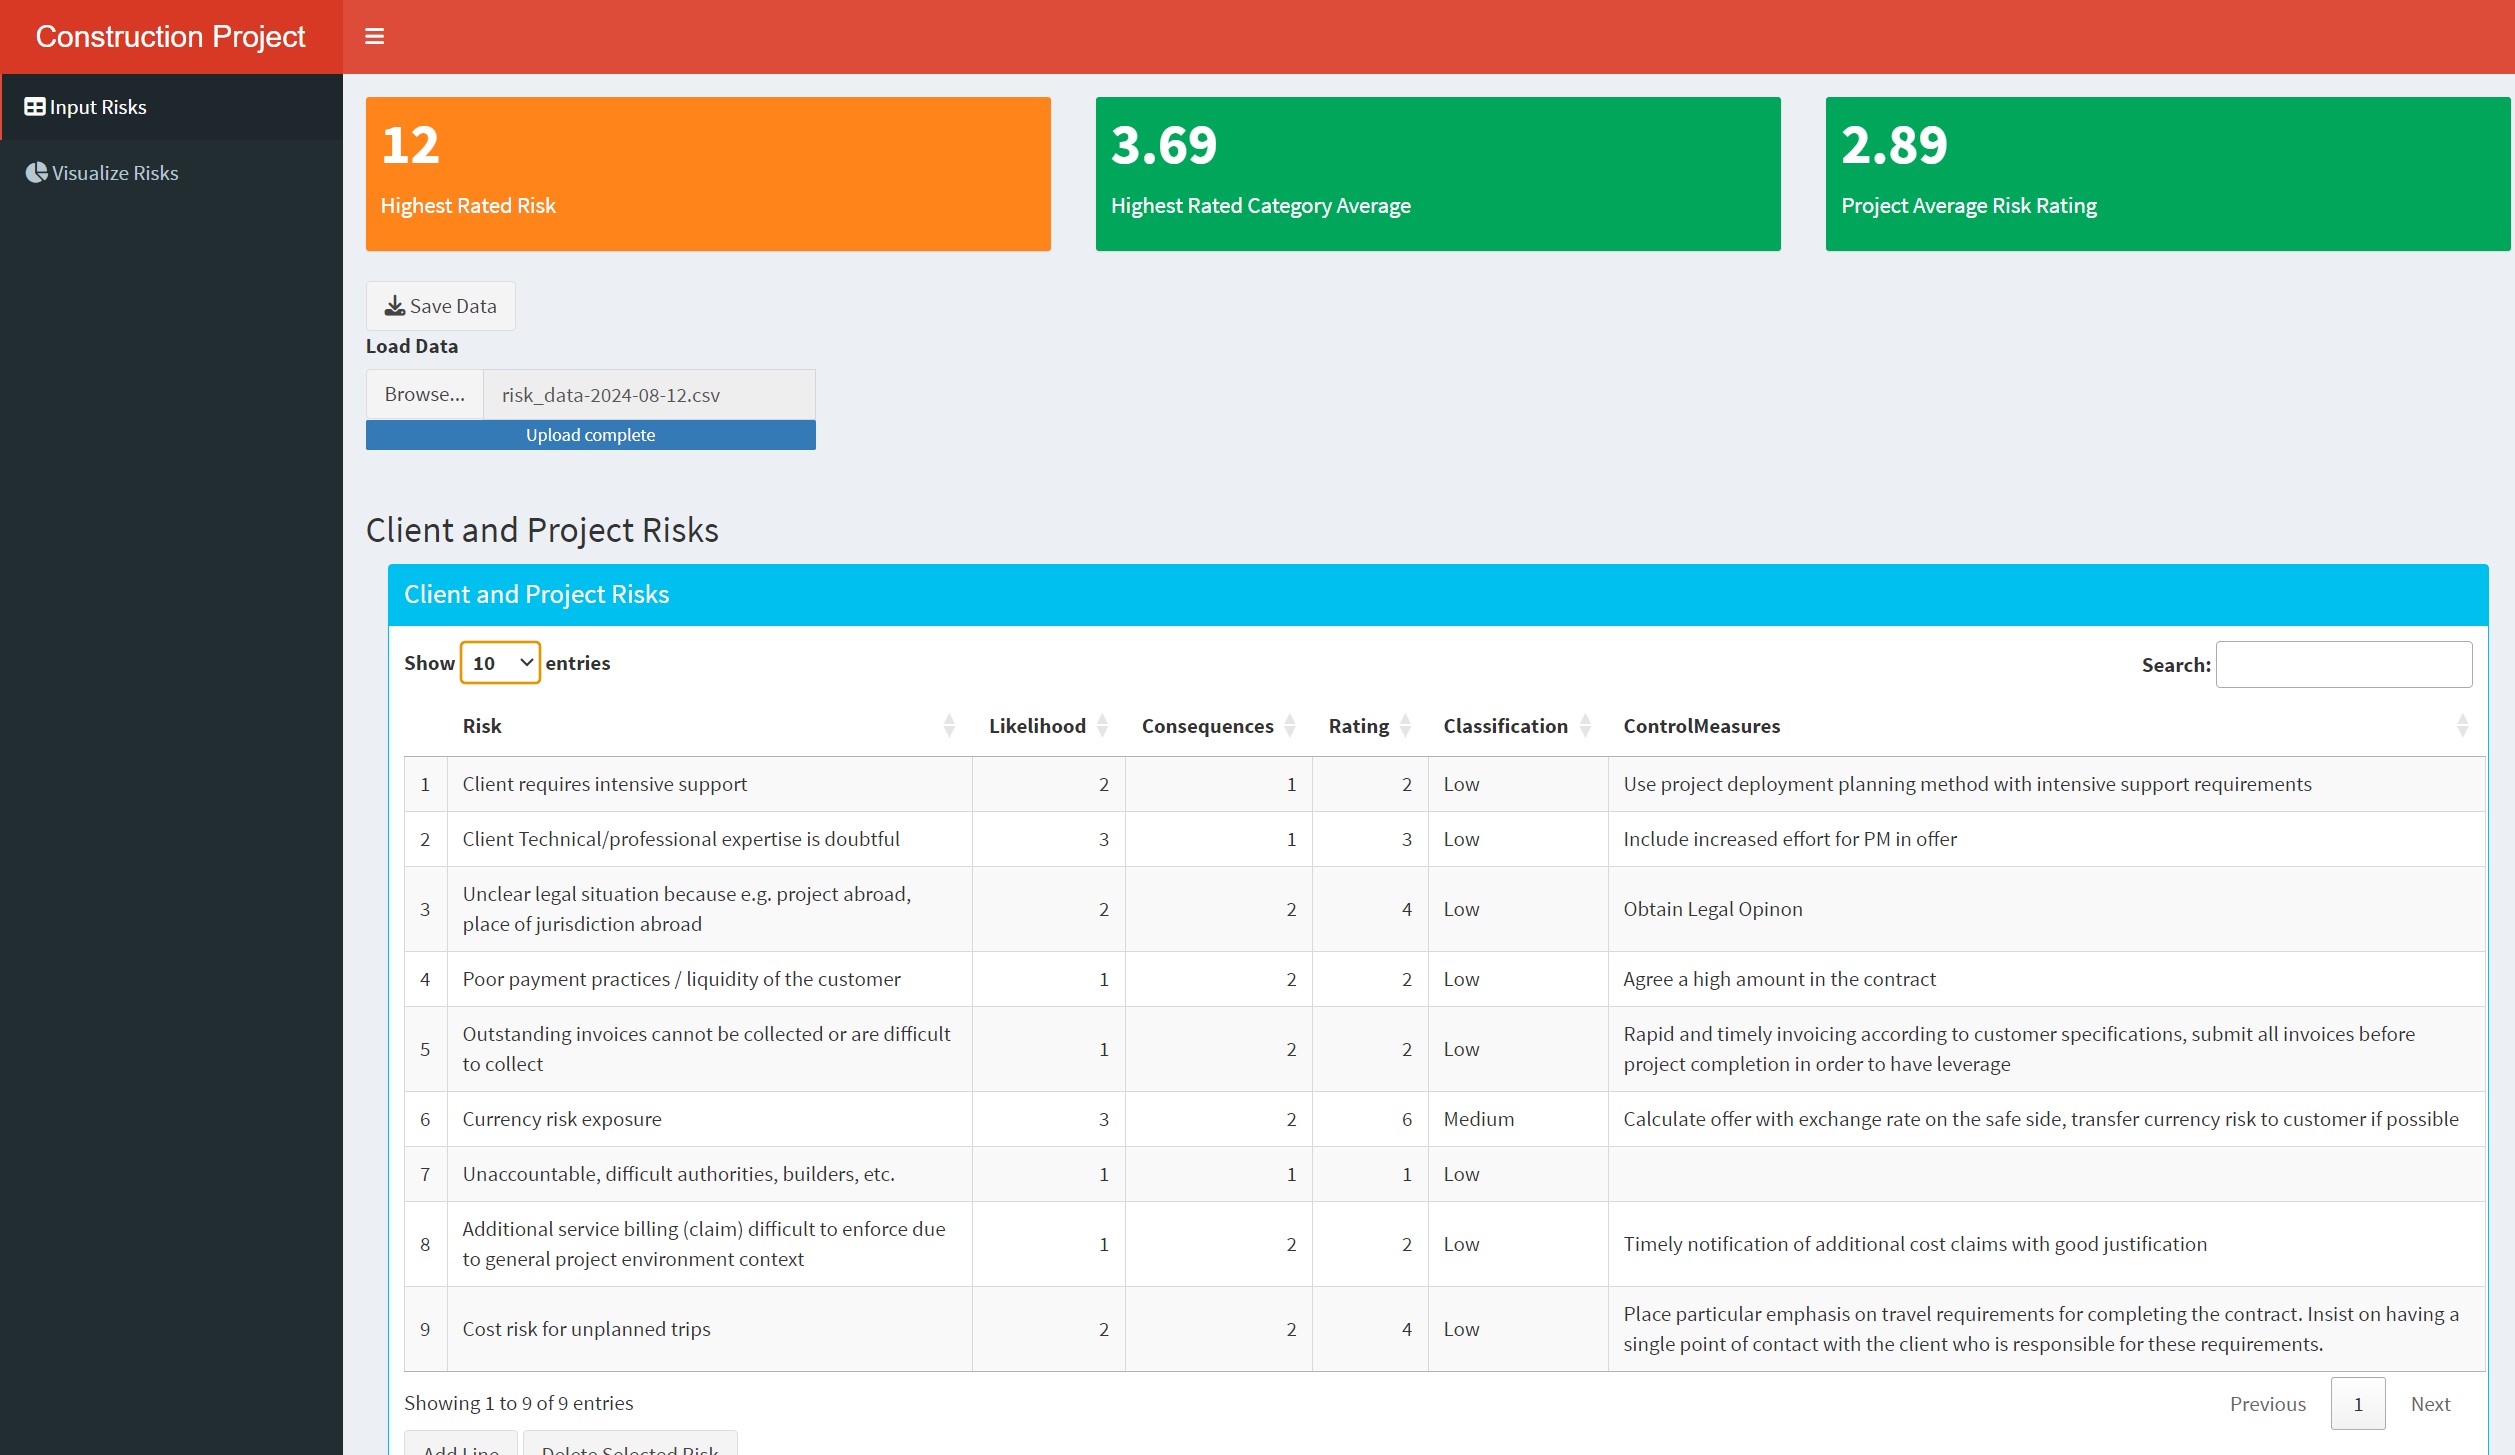 Construction Project
Input Risks
Visualize Risks
12
Highest Rated Risk
3.69
Highest Rated Category Average
2.89
Project Average Risk Rating
Save Data
Load Data
Browse... risk_data-2024-08-12.csv
Upload complete
Client and Project Risks
Client and Project Risks
Show 10 entries Search:
Risk Likelihood Consequences Rating Classification ControlMeasures
1 Client requires intensive support 2 1 2 Low Use project deployment planning method with intensive support requirements
2 Client Technical/professional expertise is doubtful 3 1 3 Low Include increased effort for PM in offer
3 Unclear legal situation because e.g. project abroad,
place of jurisdiction abroad 2 2 4 Low Obtain Legal Opinon
4 Poor payment practices / liquidity of the customer 1 2 2 Low Agree a high amount in the contract
5 Outstanding invoices cannot be collected or are difficult
to collect 1 2 2 Low Rapid and timely invoicing according to customer specifications, submit all invoices before
project completion in order to have leverage
6 Currency risk exposure 3 2 6 Medium Calculate offer with exchange rate on the safe side, transfer currency risk to customer if possible
7 Unaccountable, difficult authorities, builders, etc. 1 1 1 Low
8 Additional service billing (claim) difficult to enforce due
to general project environment context 1 2 2 Low Timely notification of additional cost claims with good justification
9 Cost risk for unplanned trips 2 2 4 Low Place particular emphasis on travel requirements for completing the contract. Insist on having a
single point of contact with the client who is responsible for these requirements.
Showing 1 to 9 of 9 entries Previous 1 Next
Add Line Delete Selected Risk